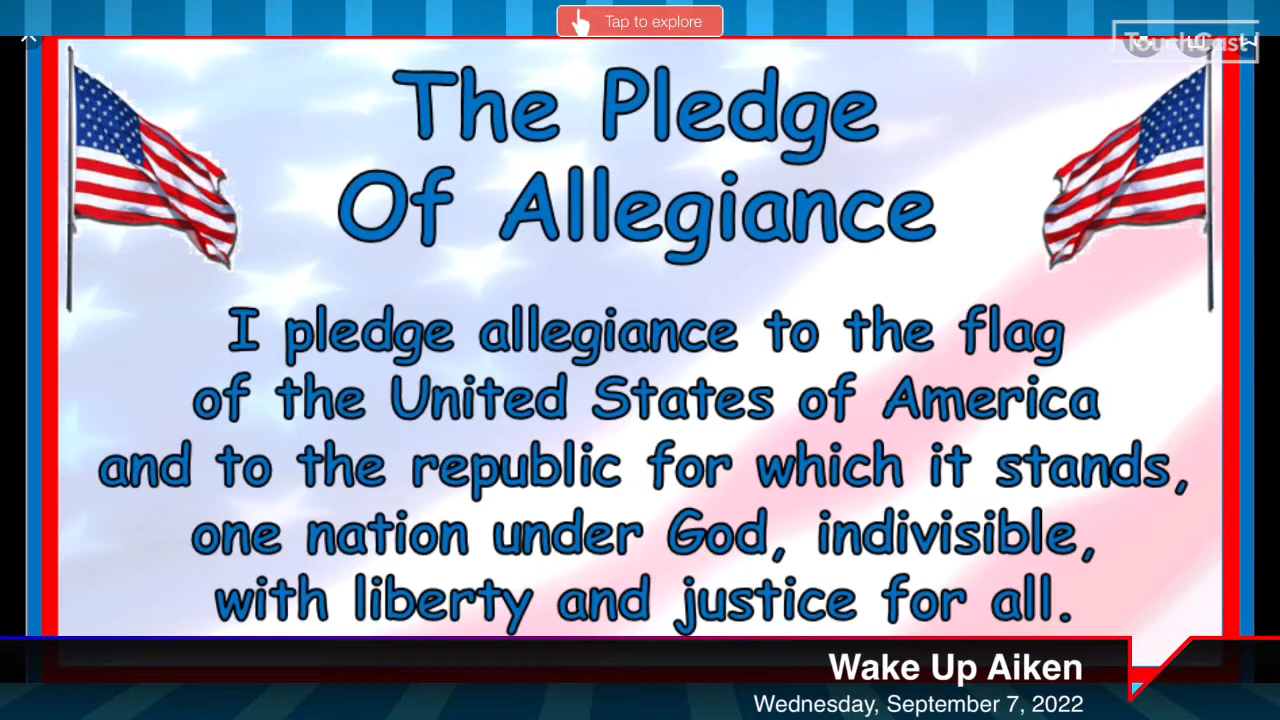 Tap to explore
TouchCast
The Pledge
Of Allegiance
I pledge allegiance to the flag
of the United States of America
and to the republic for which it stands,
one nation under God, indivisible,
with liberty and justice for all.
Wake Up Aiken
Wednesday, September 7, 2022